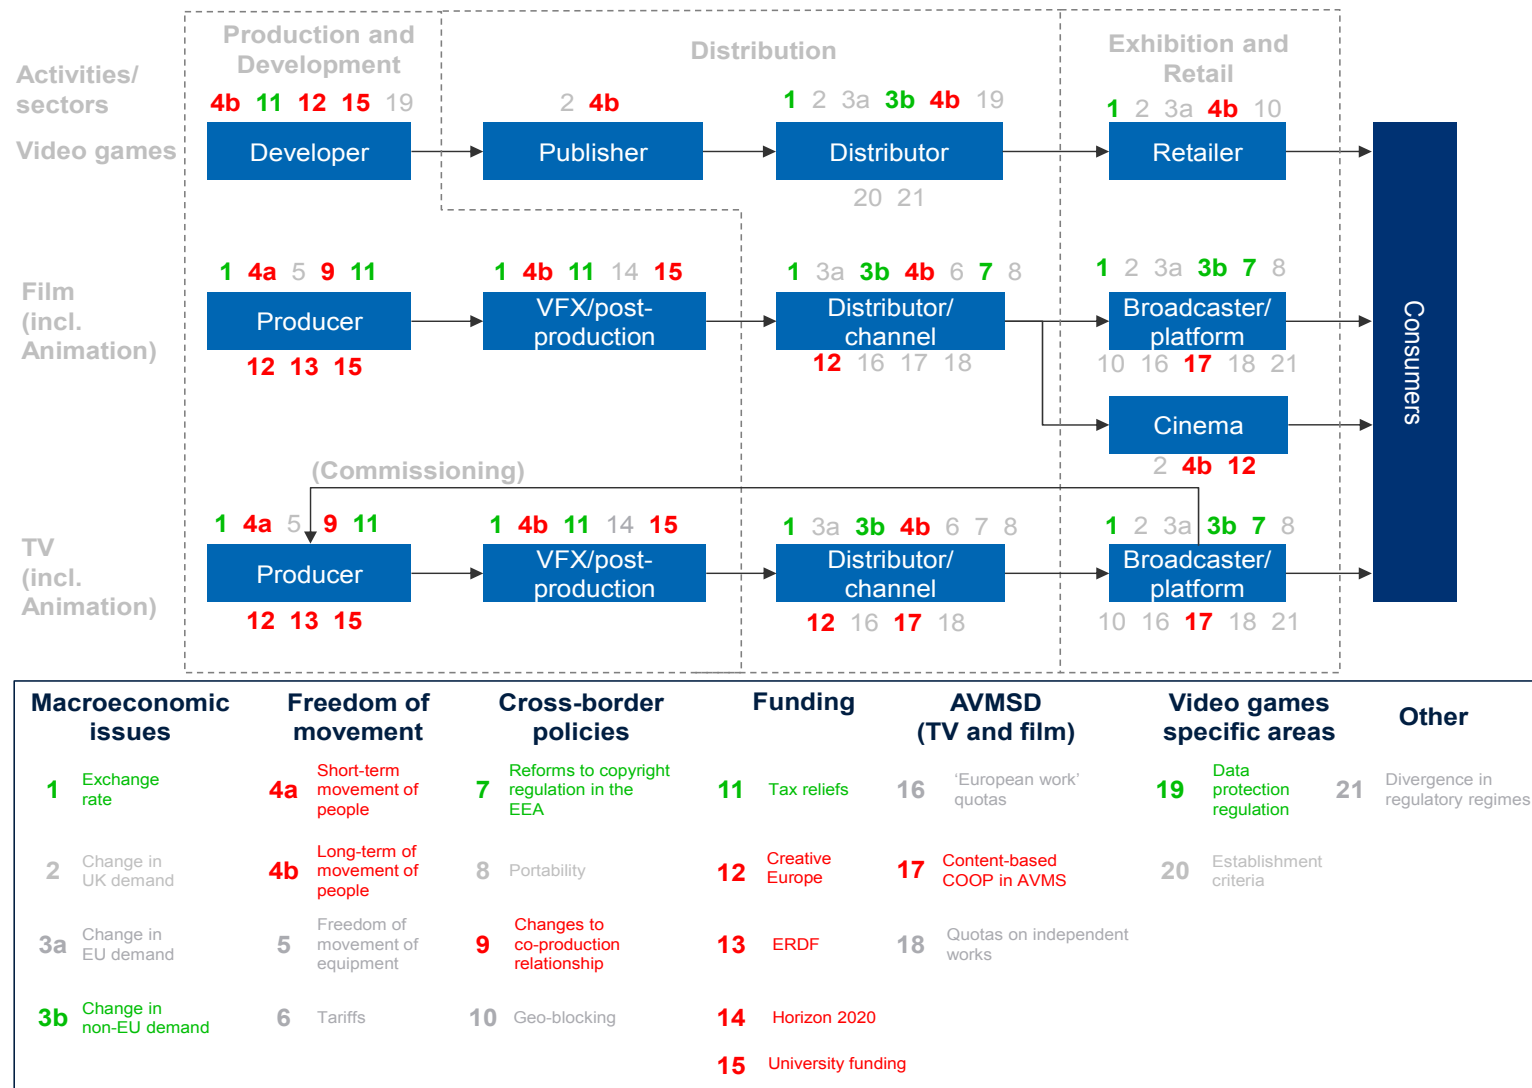 Production and
Development
Distribution
Exhibition and
Retail
Activities/
sectors
4b 11 12 15 19
2 4b
1 2 3a 3b 4b 19
1 2 3a 4b 10
Video games
Developer
Publisher
Distributor
Retailer
20 21
1 4a 5 9 11
1 4b 11 14 15
1 3a 3b 4b 6 7 8
1 2 3a 3b 7 8
Film
(incl.
Animation)
Producer
VFX/post-
production
Distributor/
channel
Broadcaster/
platform
12 13 15
12 16 17 18
10 16 17 18 21
Cinema
2 4b 12
Consumers
(Commissioning)
1 4a 5 9 11
1 4b 11 14 15
1 3a 3b 4b 6 7 8
1 2 3a 3b 7 8
TV
(incl.
Animation)
Producer
VFX/post-
production
Distributor/
channel
Broadcaster/
platform
12 13 15
12 16 17 18
10 16 17 18 21
Macroeconomic
issues
1 Exchange
rate
2 Change in
UK demand
3a Change in
EU demand
3b Change in
non-EU demand
Freedom of
movement
4a Short-term
movement of
people
4b Long-term of
movement of
people
5 Freedom of
movement of
equipment
6 Tariffs
Cross-border
policies
7 Reforms to copyright
regulation in the
EEA
8 Portability
9 Changes to
co-production
relationship
10 Geo-blocking
Funding
11 Tax reliefs
12 Creative
Europe
13 ERDF
14 Horizon 2020
15 University funding
AVMSD
(TV and film)
16 ‘European work’
quotas
17 Content-based
COOP in AVMS
18 Quotas on independent
works
Video games
specific areas
19 Data
protection
regulation
20 Establishment
criteria
Other
21 Divergence in
regulatory regimes